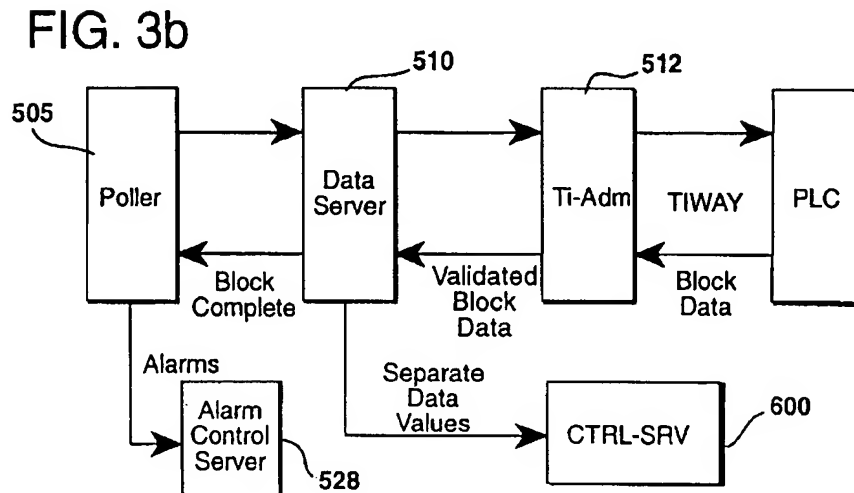 FIG. 3b
505
510
512
Poller
Data
Server
Ti-Adm
TIWAY
PLC
Block
Complete
Validated
Block
Data
Block
Data
Alarms
Alarm
Control
Server
528
Separate
Data
Values
CTRL-SRV
600